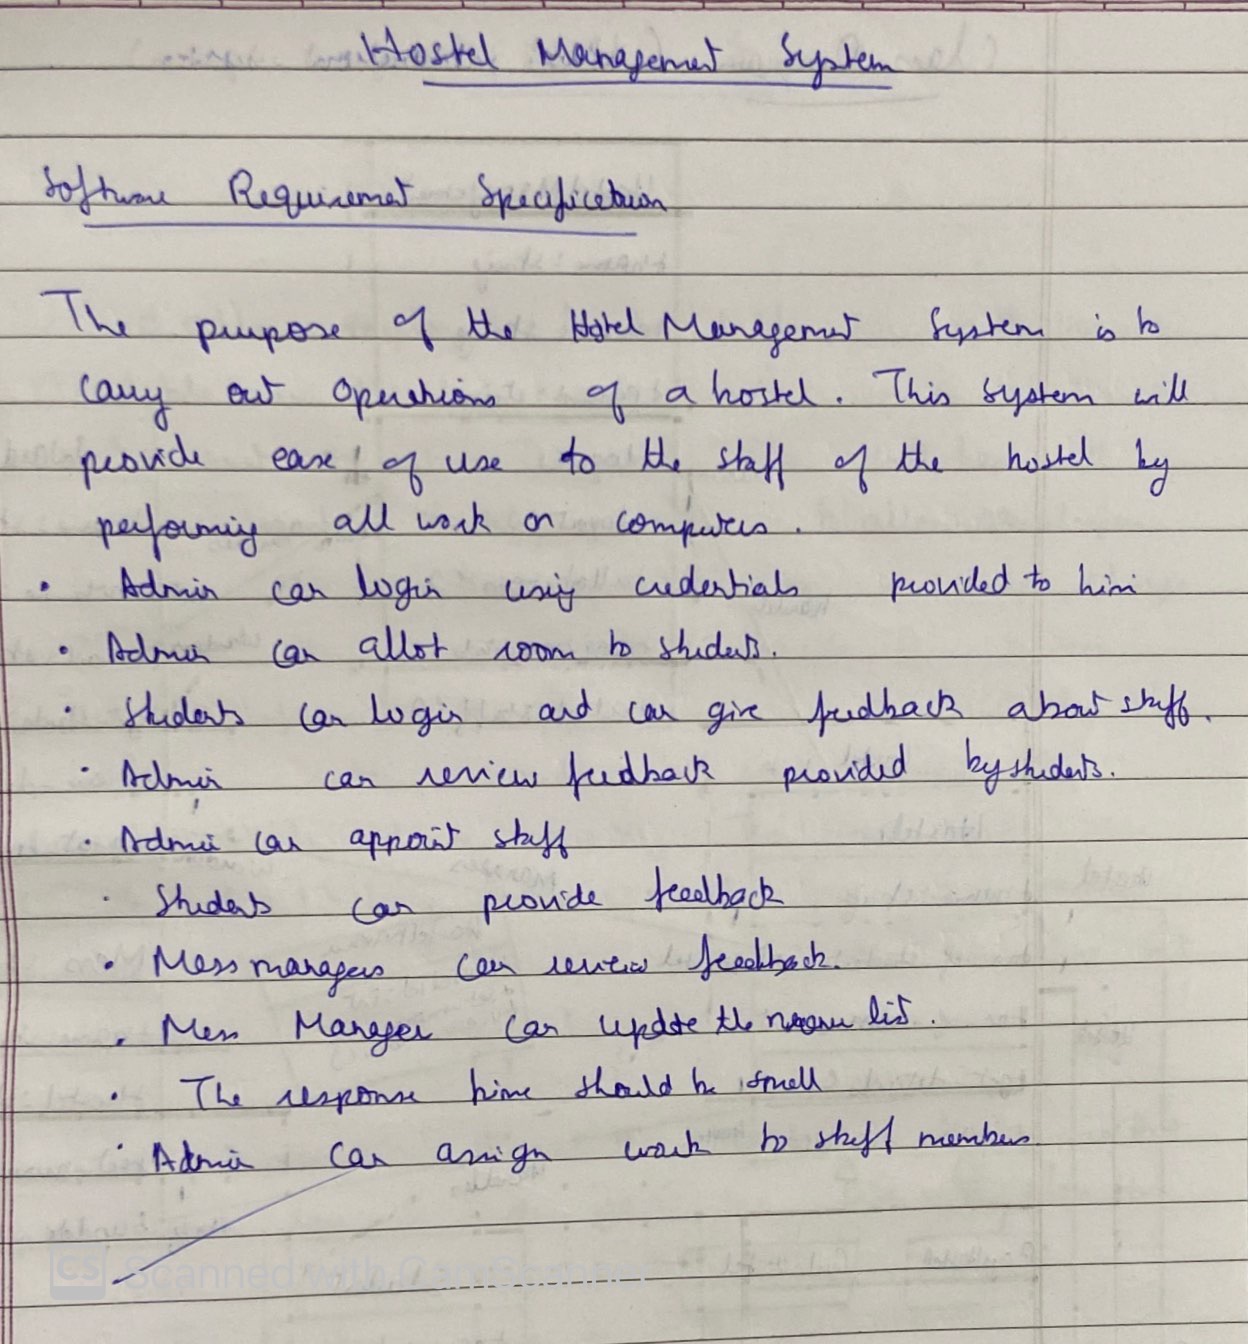 Hostel Management System
Software Requirement Specification
The purpose of the Hotel Management System is to
carry out operations of a hostel. This system will
provide ease of use to the staff of the hostel by
performing all work on computers.
• Admin can login using credentials provided to him
• Admin can allot room to students.
• Students can login and can give feedback about staff.
• Admin can review feedback provided by students.
• Admin can appoint staff
• Students can provide feedback
• Mess managers can review feedback.
• Mess Manager can update the list.
• The response time should be small
• Admin can assign work to staff members
CS Scanned with CamScanner